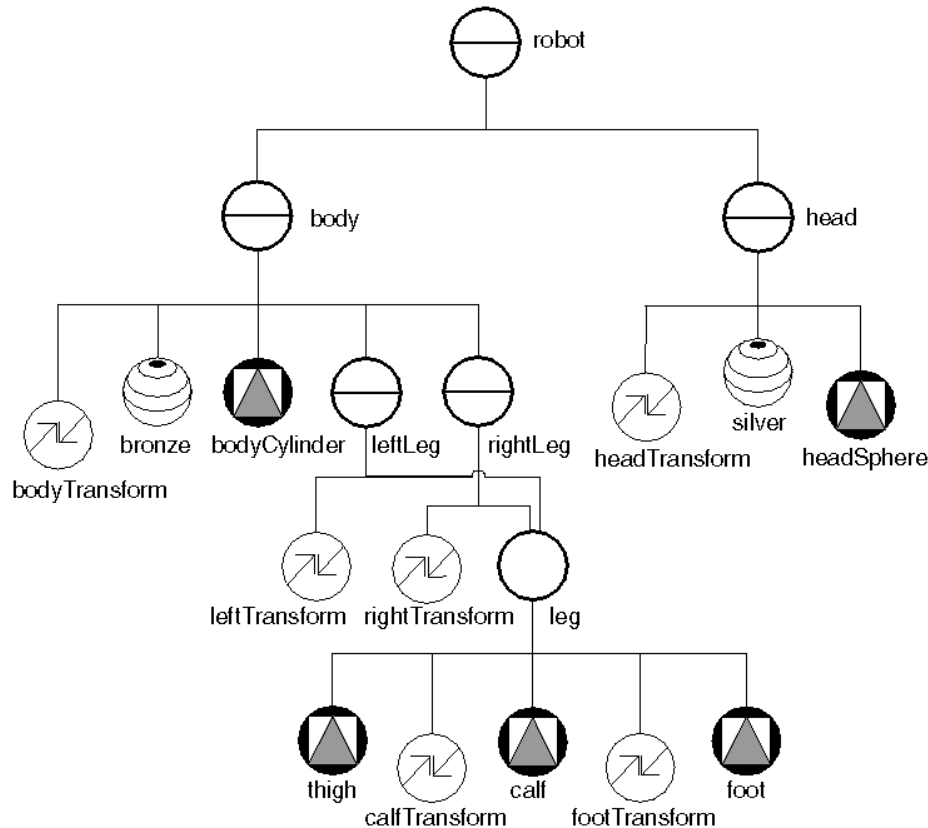 robot
body
head
bronze
bodyCylinder
leftLeg
rightLeg
silver
headTransform
headSphere
bodyTransform
leftTransform
rightTransform
leg
thigh
calfTransform
calf
footTransform
foot